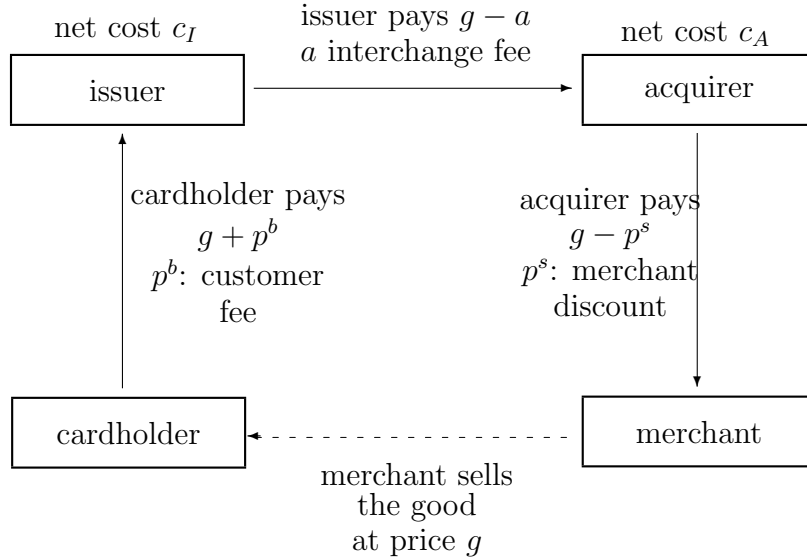 net cost $c_I$
issuer pays $g - a$
$a$ interchange fee
net cost $c_A$
issuer
acquirer
cardholder pays
$g + p^b$
$p^b$: customer
fee
acquirer pays
$g - p^s$
$p^s$: merchant
discount
cardholder
merchant
merchant sells
the good
at price $g$